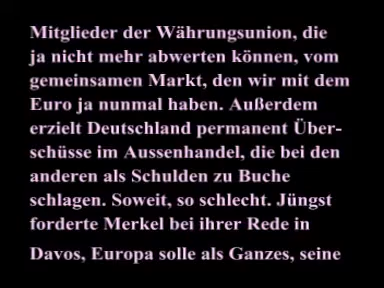 Mitglieder der Währungsunion, die
ja nicht mehr abwerten können, vom
gemeinsamen Markt, den wir mit dem
Euro ja nunmal haben. Außerdem
erzielt Deutschland permanent Über-
schüsse im Aussenhandel, die bei den
anderen als Schulden zu Buche
schlagen. Soweit, so schlecht. Jüngst
forderte Merkel bei ihrer Rede in
Davos, Europa solle als Ganzes, seine